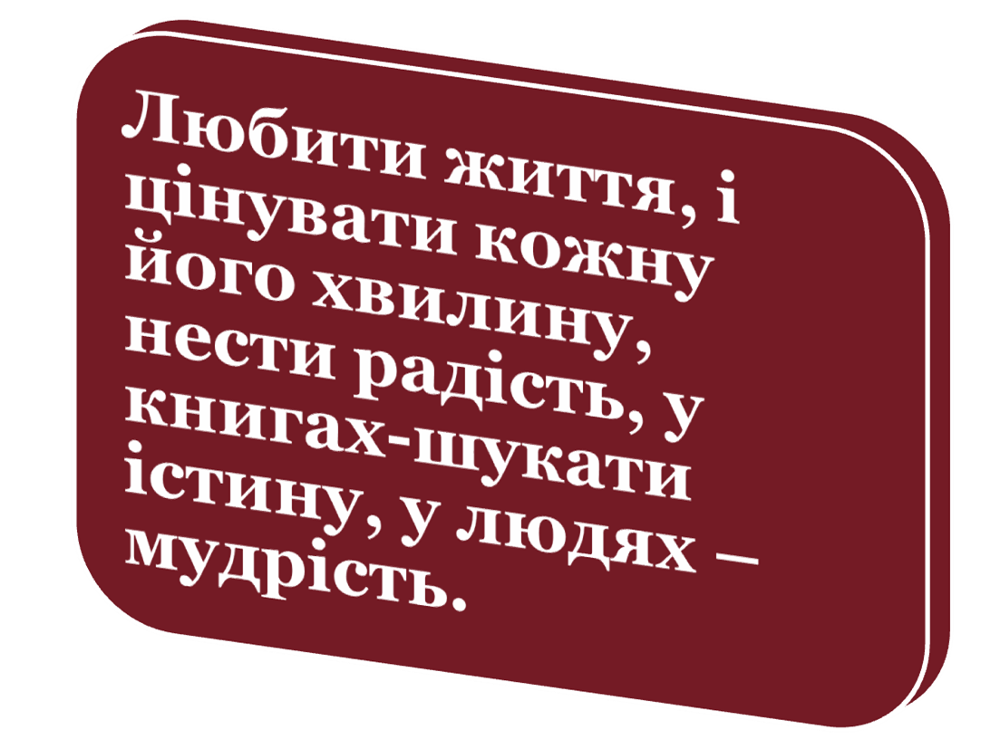 Любити життя, і
цінувати кожну
його хвилину,
нести радість, у
книгах-шукати
істину, у людях –
мудрість.